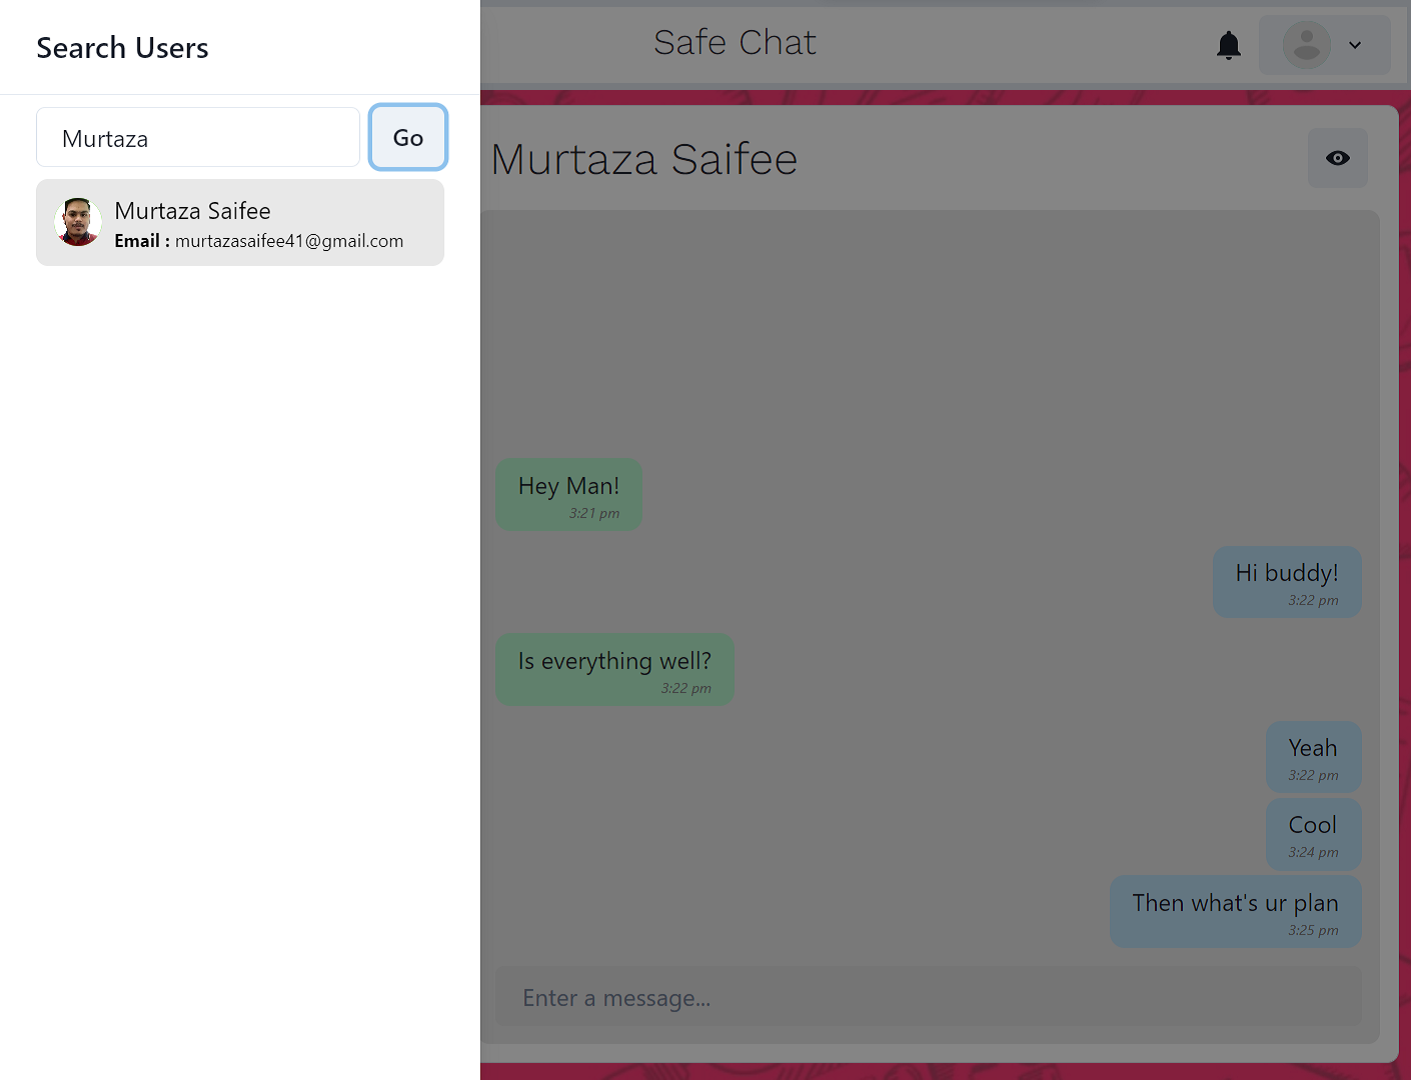 Search Users
Murtaza
Go
Murtaza Saifee
Email : murtazasaifee41@gmail.com
Safe Chat
Murtaza Saifee
Hey Man!
3:21 pm
Hi buddy!
3:22 pm
Is everything well?
3:22 pm
Yeah
3:22 pm
Cool
3:24 pm
Then what's ur plan
3:25 pm
Enter a message...